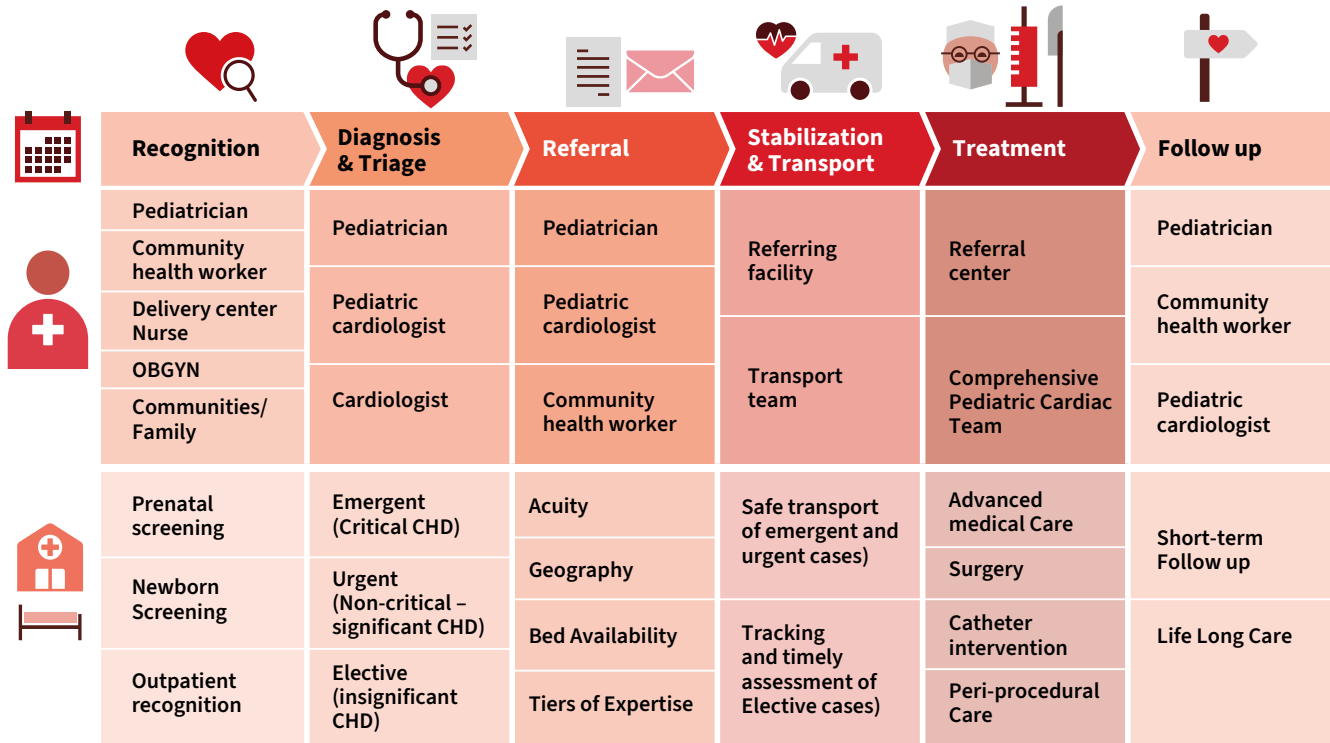 Recognition
Diagnosis
& Triage
Referral
Stabilization
& Transport
Treatment
Follow up
Pediatrician
Community
health worker
Delivery center
Nurse
OBGYN
Communities/
Family
Pediatrician
Pediatric
cardiologist
Cardiologist
Pediatrician
Pediatric
cardiologist
Community
health worker
Referring
facility
Transport
team
Referral
center
Comprehensive
Pediatric Cardiac
Team
Pediatrician
Community
health worker
Pediatric
cardiologist
Prenatal
screening
Newborn
Screening
Outpatient
recognition
Emergent
(Critical CHD)
Urgent
(Non-critical –
significant CHD)
Elective
(insignificant
CHD)
Acuity
Geography
Bed Availability
Tiers of Expertise
Safe transport
of emergent and
urgent cases)
Tracking
and timely
assessment of
Elective cases)
Advanced
medical Care
Surgery
Catheter
intervention
Peri-procedural
Care
Short-term
Follow up
Life Long Care